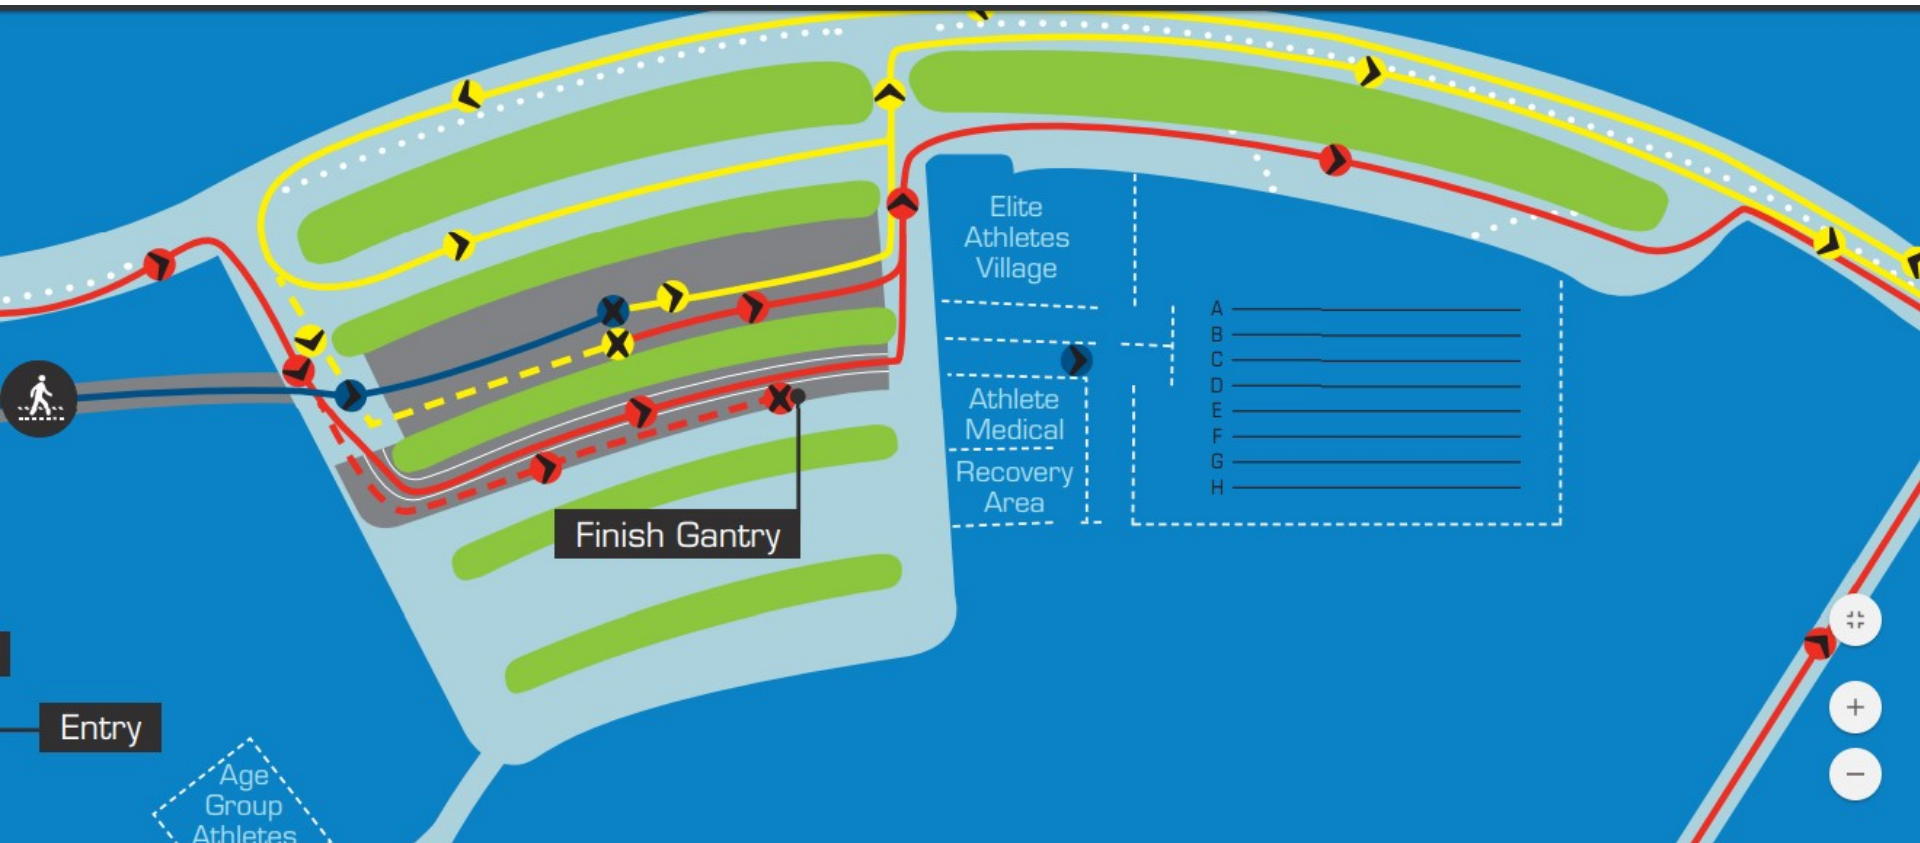 Elite
Athletes
Village
A
B
C
D
E
F
G
H
Athlete
Medical
Recovery
Area
Finish Gantry
Entry
Age
Group
Athletes